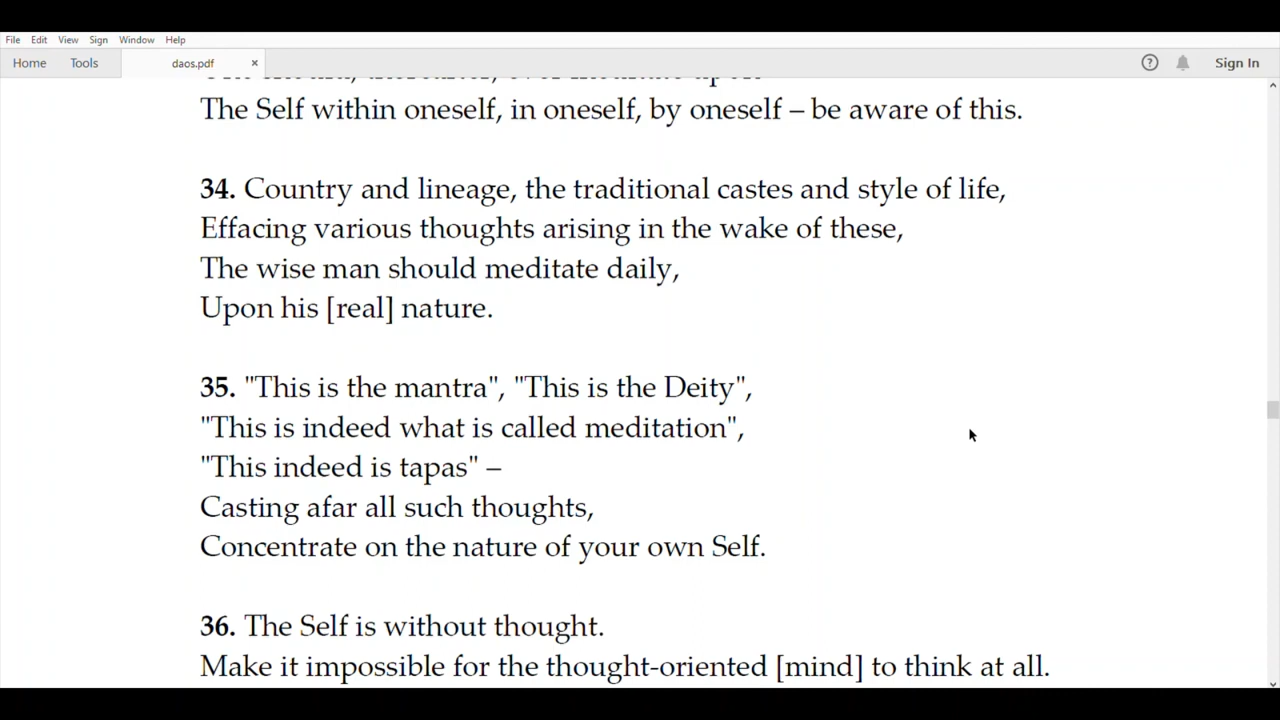 File Edit View Sign Window Help
Home Tools daos.pdf × ? Sign In
The Self within oneself, in oneself, by oneself – be aware of this.
34. Country and lineage, the traditional castes and style of life,
Effacing various thoughts arising in the wake of these,
The wise man should meditate daily,
Upon his [real] nature.
35. "This is the mantra", "This is the Deity",
"This is indeed what is called meditation",
"This indeed is tapas" –
Casting afar all such thoughts,
Concentrate on the nature of your own Self.
36. The Self is without thought.
Make it impossible for the thought-oriented [mind] to think at all.